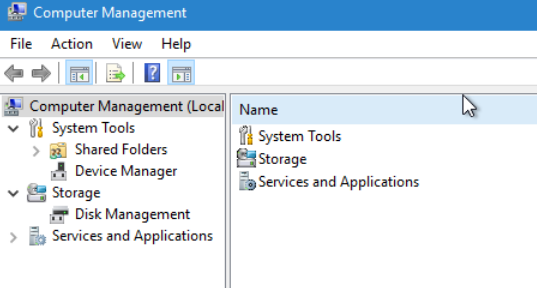 Computer Management
File Action View Help
Computer Management (Local
System Tools
Shared Folders
Device Manager
Storage
Disk Management
Services and Applications
Name
System Tools
Storage
Services and Applications